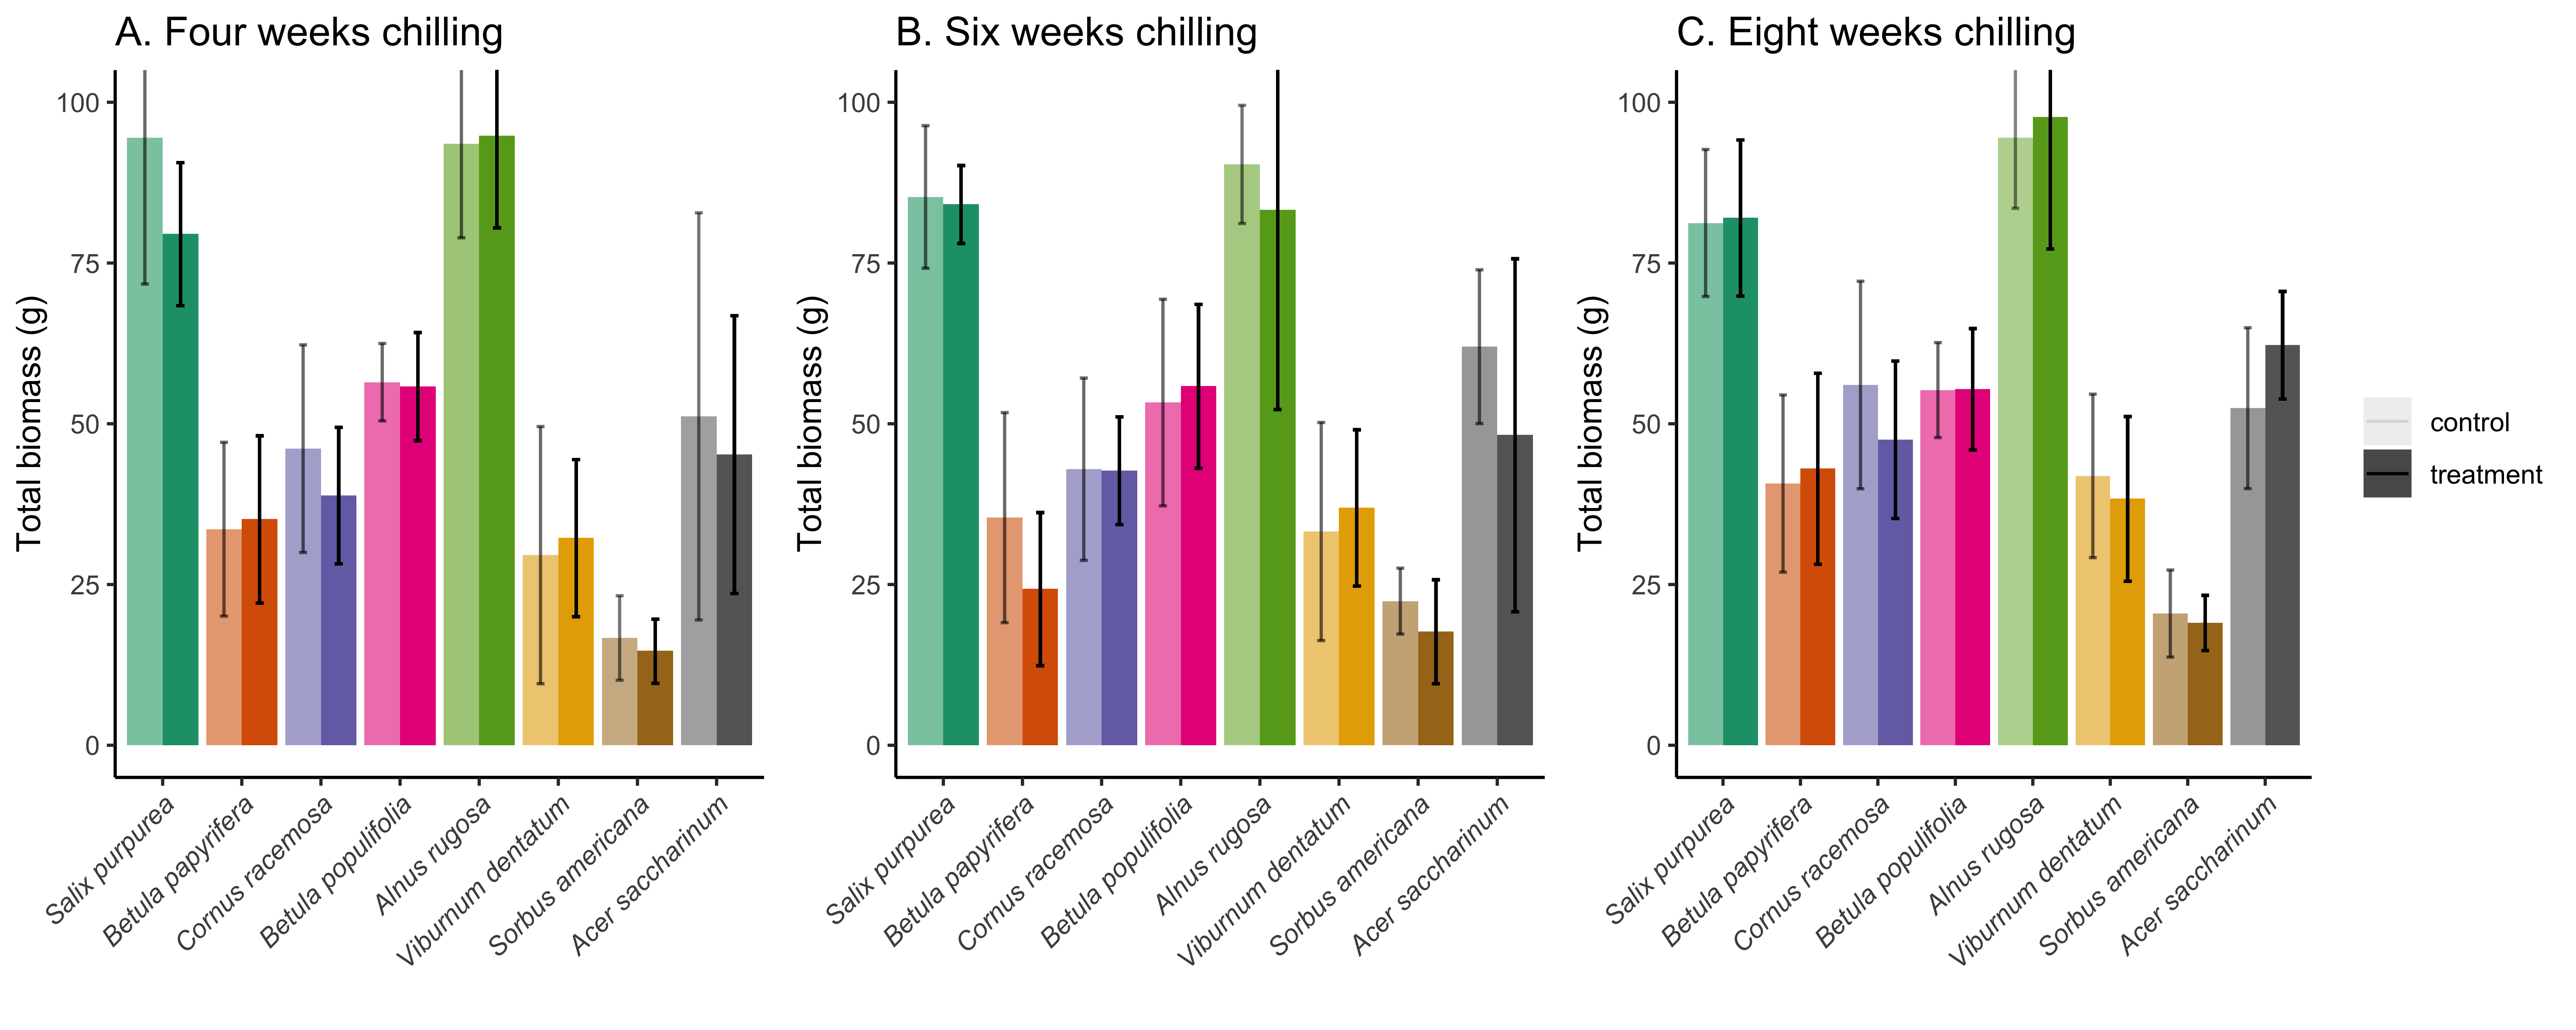 A. Four weeks chilling
Total biomass (g)
100
75
50
25
0
Salix purpurea
Betula papyrifera
Cornus racemosa
Betula populifolia
Alnus rugosa
Viburnum dentatum
Sorbus americana
Acer saccharinum
B. Six weeks chilling
Total biomass (g)
100
75
50
25
0
Salix purpurea
Betula papyrifera
Cornus racemosa
Betula populifolia
Alnus rugosa
Viburnum dentatum
Sorbus americana
Acer saccharinum
C. Eight weeks chilling
Total biomass (g)
100
75
50
25
0
Salix purpurea
Betula papyrifera
Cornus racemosa
Betula populifolia
Alnus rugosa
Viburnum dentatum
Sorbus americana
Acer saccharinum
control
treatment